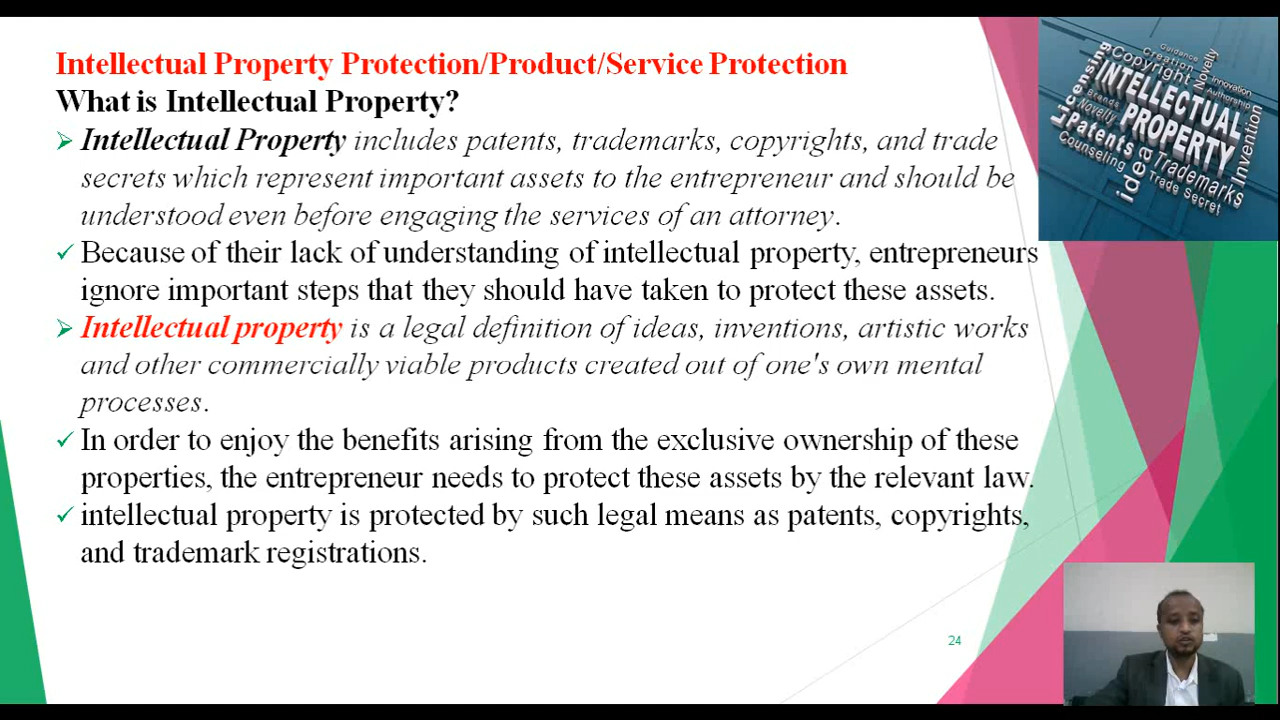 Intellectual Property Protection/Product/Service Protection
What is Intellectual Property?
Intellectual Property includes patents, trademarks, copyrights, and trade
secrets which represent important assets to the entrepreneur and should be
understood even before engaging the services of an attorney.
Because of their lack of understanding of intellectual property, entrepreneurs
ignore important steps that they should have taken to protect these assets.
Intellectual property is a legal definition of ideas, inventions, artistic works
and other commercially viable products created out of one's own mental
processes.
In order to enjoy the benefits arising from the exclusive ownership of these
properties, the entrepreneur needs to protect these assets by the relevant law.
intellectual property is protected by such legal means as patents, copyrights,
and trademark registrations.
24
Guidance
Creation
Copyright
Novelty
Innovation
Authorship
Licensing
INTELLECTUAL
PROPERTY
Brands
Novelty
Patents
Counseling
idea
Trademarks
Trade Secret
Invention